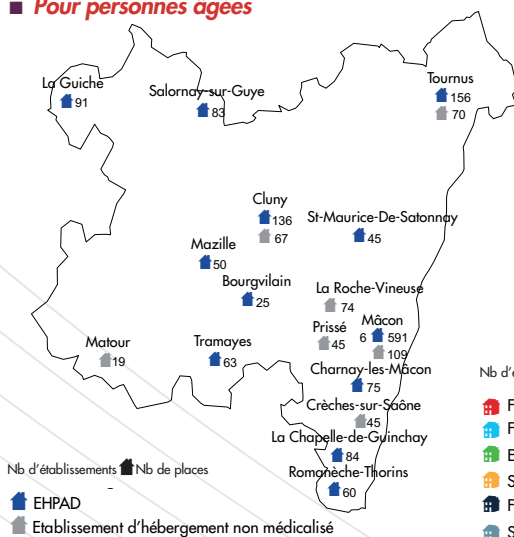 Pour personnes âgées
La Guiche
91
Salornay-sur-Guye
83
Tournus
156
70
Cluny
136
67
St-Maurice-De-Satonnay
45
Mazille
50
Bourgvilain
25
La Roche-Vineuse
74
Prissé
45
Mâcon
6 591
109
Matour
19
Tramayes
63
Charnay-les-Mâcon
75
Crèches-sur-Saône
45
La Chapelle-de-Guinchay
84
Romanèche-Thorins
60
Nb d'établissements Nb de places
EHPAD
Etablissement d'hébergement non médicalisé
Nb d'é
F
F
E
S
F
S